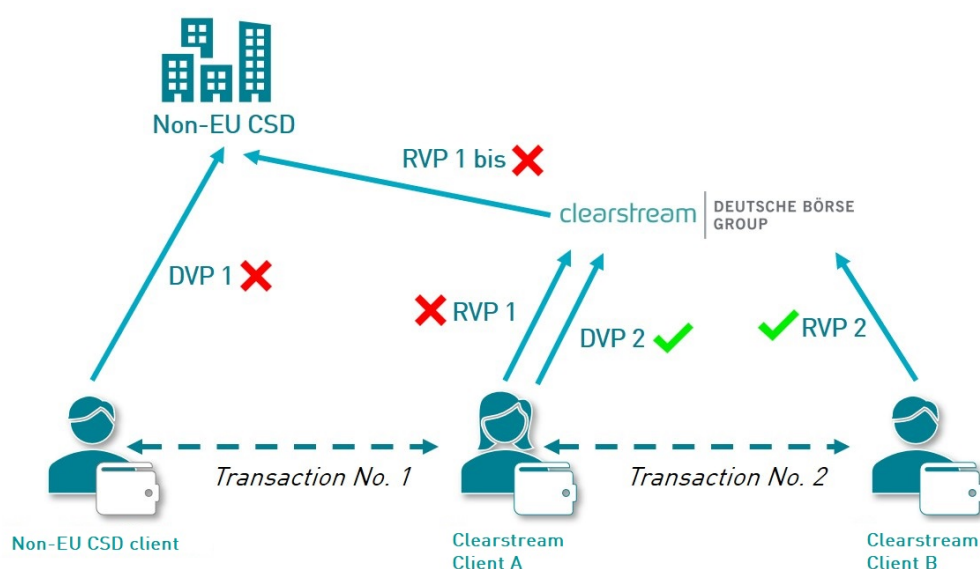 Non-EU CSD
RVP 1 bis
clearstream
DEUTSCHE BÖRSE
GROUP
DVP 1
RVP 1
DVP 2
RVP 2
Transaction No. 1
Transaction No. 2
Non-EU CSD client
Clearstream
Client A
Clearstream
Client B